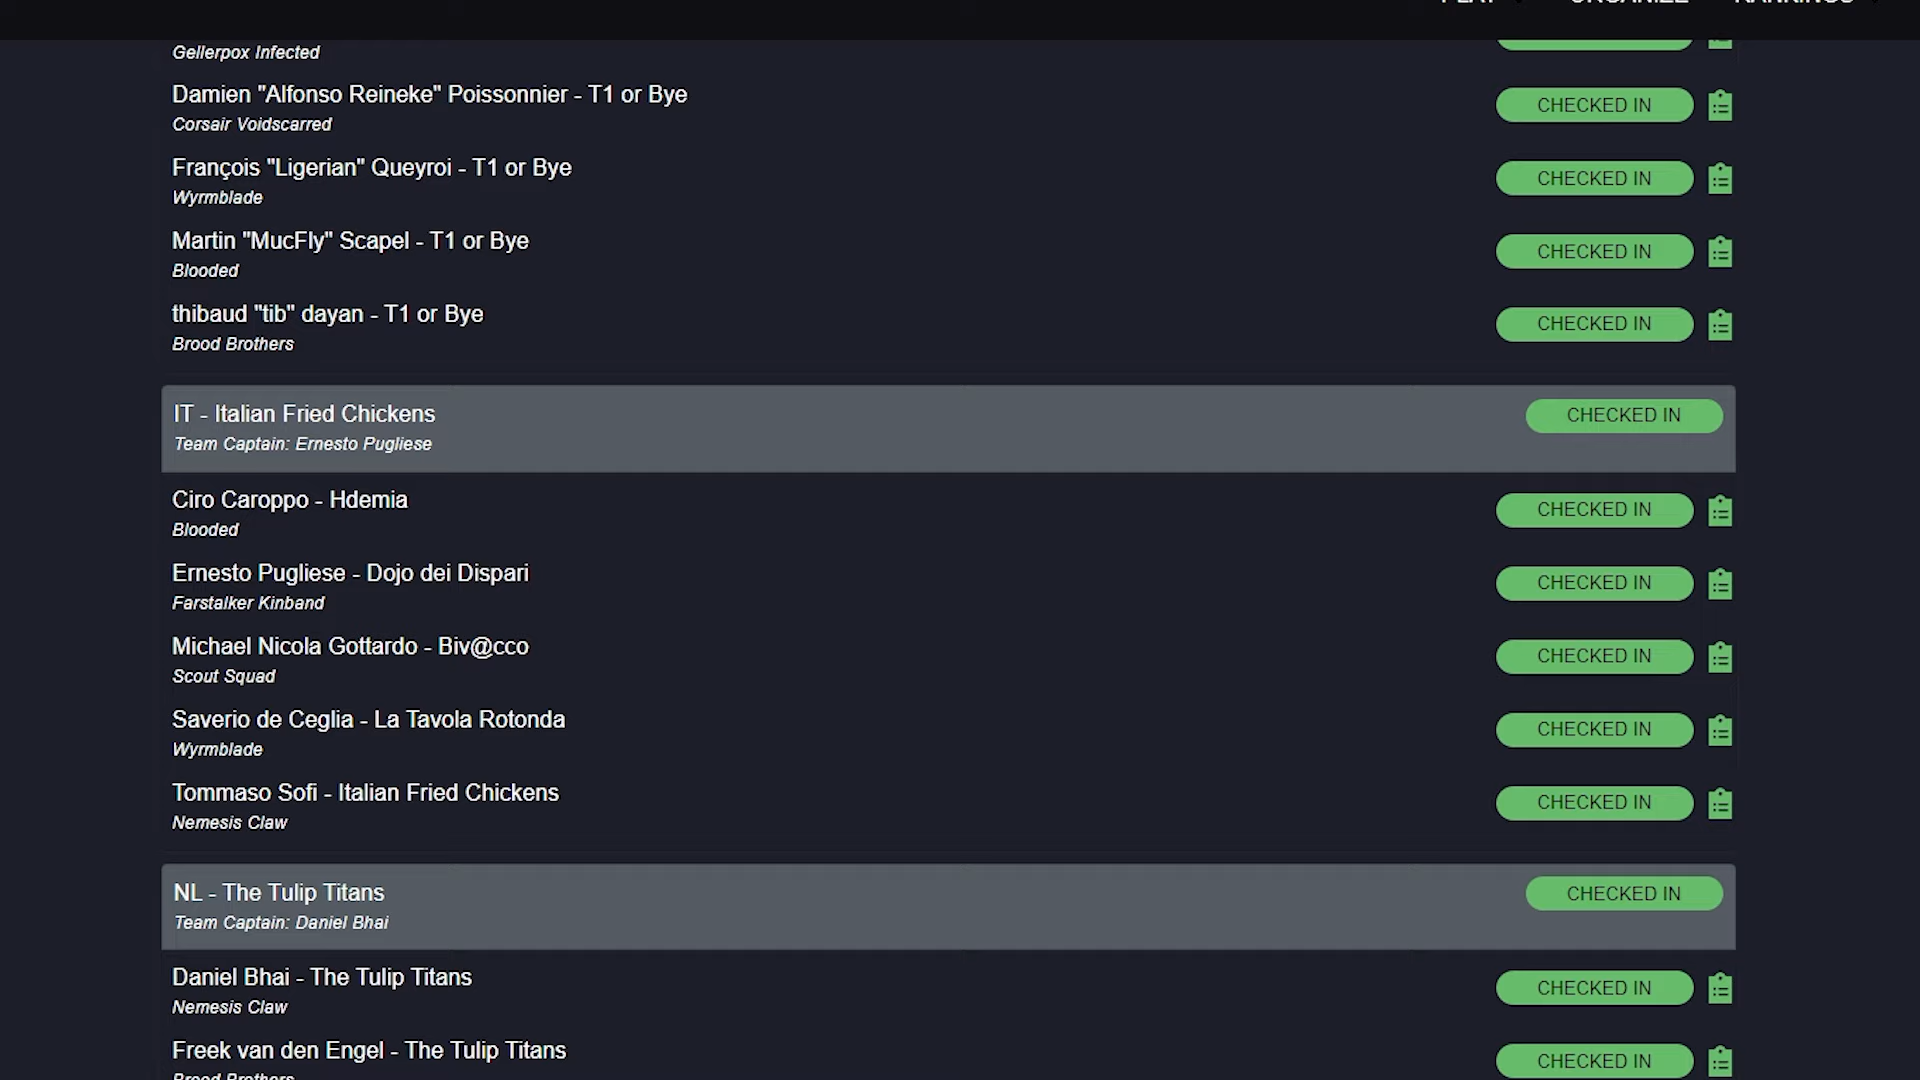 PLAY ORGANIZE RANKINGS
Gellerpox Infected
Damien "Alfonso Reineke" Poissonnier - T1 or Bye
CHECKED IN
Corsair Voidscarred
François "Ligerian" Queyroi - T1 or Bye
CHECKED IN
Wyrmblade
Martin "MucFly" Scapel - T1 or Bye
CHECKED IN
Blooded
thibaud "tib" dayan - T1 or Bye
CHECKED IN
Brood Brothers
IT - Italian Fried Chickens
CHECKED IN
Team Captain: Ernesto Pugliese
Ciro Caroppo - Hdemia
CHECKED IN
Blooded
Ernesto Pugliese - Dojo dei Dispari
CHECKED IN
Farstalker Kinband
Michael Nicola Gottardo - Biv@cco
CHECKED IN
Scout Squad
Saverio de Ceglia - La Tavola Rotonda
CHECKED IN
Wyrmblade
Tommaso Sofi - Italian Fried Chickens
CHECKED IN
Nemesis Claw
NL - The Tulip Titans
CHECKED IN
Team Captain: Daniel Bhai
Daniel Bhai - The Tulip Titans
CHECKED IN
Nemesis Claw
Freek van den Engel - The Tulip Titans
CHECKED IN
Brood Brothers